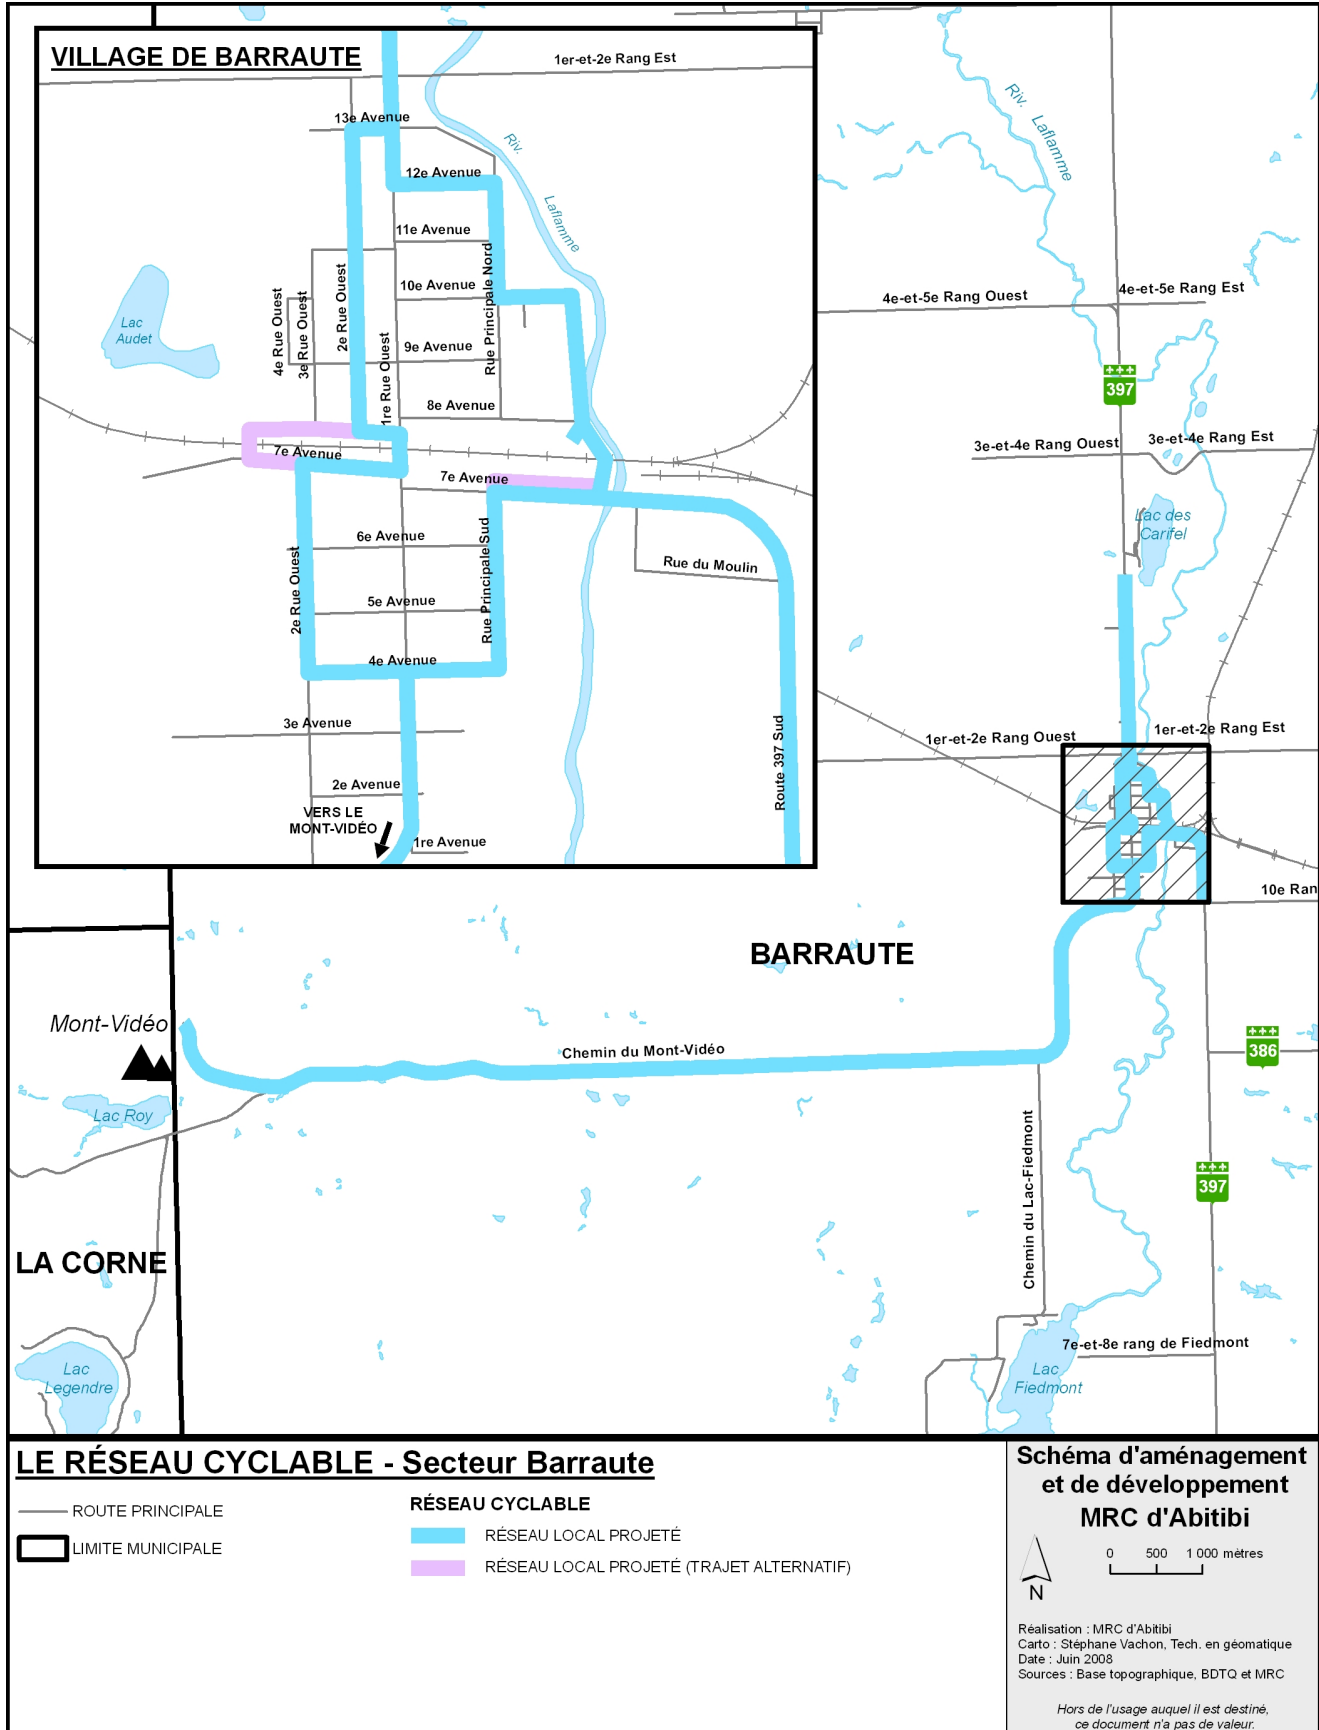 VILLAGE DE BARRAUTE
1er-et-2e Rang Est
13e Avenue
Riv.
Laflamme
12e Avenue
11e Avenue
10e Avenue
9e Avenue
8e Avenue
Rue Principale Nord
2e Rue Ouest
3e Rue Ouest
4e Rue Ouest
1re Rue Ouest
Lac
Audet
7e Avenue
7e Avenue
6e Avenue
5e Avenue
4e Avenue
2e Rue Ouest
Rue Principale Sud
Rue du Moulin
Route 397 Sud
3e Avenue
2e Avenue
VERS LE
MONT-VIDÉO
1re Avenue
Riv.
Laflamme
4e-et-5e Rang Ouest
4e-et-5e Rang Est
397
3e-et-4e Rang Ouest
3e-et-4e Rang Est
Lac des
Carifel
1er-et-2e Rang Ouest
1er-et-2e Rang Est
10e Ran
BARRAUTE
Mont-Vidéo
Chemin du Mont-Vidéo
386
Lac Roy
Chemin du Lac-Fiedmont
397
LA CORNE
7e-et-8e rang de Fiedmont
Lac
Legendre
Lac
Fiedmont
LE RÉSEAU CYCLABLE - Secteur Barraute
ROUTE PRINCIPALE
LIMITE MUNICIPALE
RÉSEAU CYCLABLE
RÉSEAU LOCAL PROJETÉ
RÉSEAU LOCAL PROJETÉ (TRAJET ALTERNATIF)
Schéma d'aménagement
et de développement
MRC d'Abitibi
0 500 1 000 mètres
N
Réalisation : MRC d'Abitibi
Carto : Stéphane Vachon, Tech. en géomatique
Date : Juin 2008
Sources : Base topographique, BDTQ et MRC
Hors de l'usage auquel il est destiné,
ce document n'a pas de valeur.